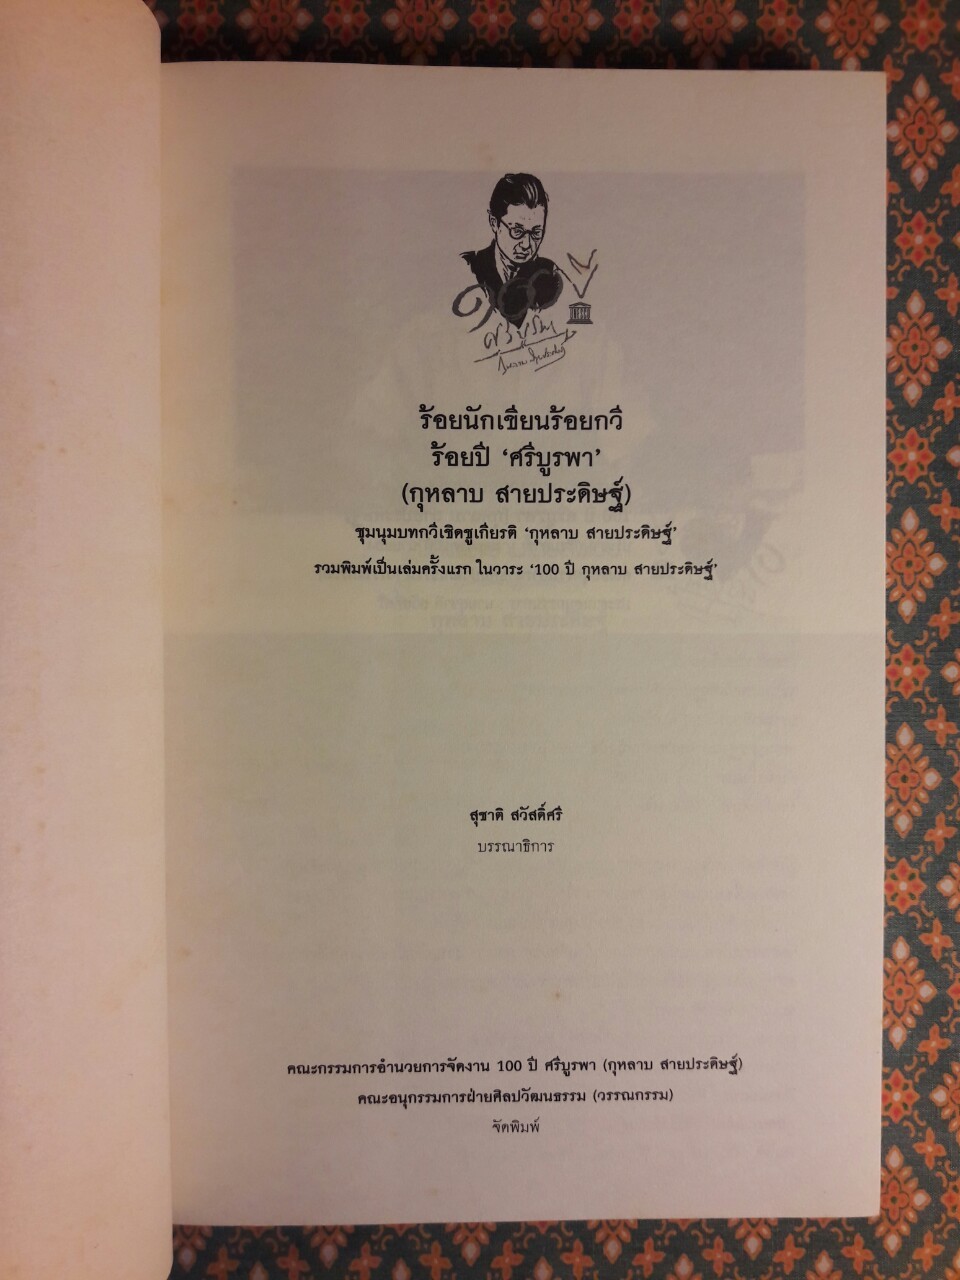 ๑๐๐ ปี
ศรีบูรพา
ร้อยนักเขียนร้อยกวี
ร้อยปี ‘ศรีบูรพา’
(กุหลาบ สายประดิษฐ์)
ชุมนุมบทกวีเชิดชูเกียรติ ‘กุหลาบ สายประดิษฐ์’
รวมพิมพ์เป็นเล่มครั้งแรก ในวาระ ‘100 ปี กุหลาบ สายประดิษฐ์’
สุชาติ สวัสดิ์ศรี
บรรณาธิการ
คณะกรรมการอำนวยการจัดงาน 100 ปี ศรีบูรพา (กุหลาบ สายประดิษฐ์)
คณะอนุกรรมการฝ่ายศิลปวัฒนธรรม (วรรณกรรม)
จัดพิมพ์